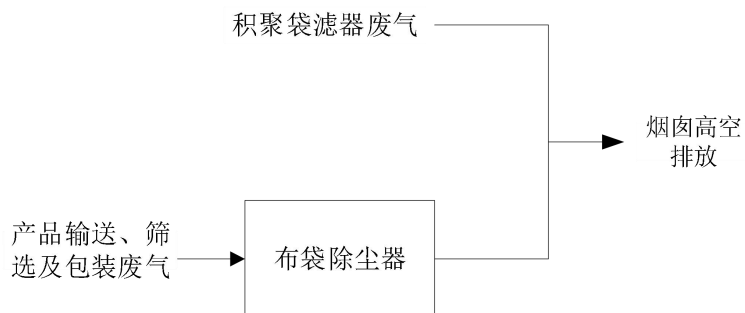 积聚袋滤器废气
烟囱高空
排放
产品输送、筛
选及包装废气
布袋除尘器